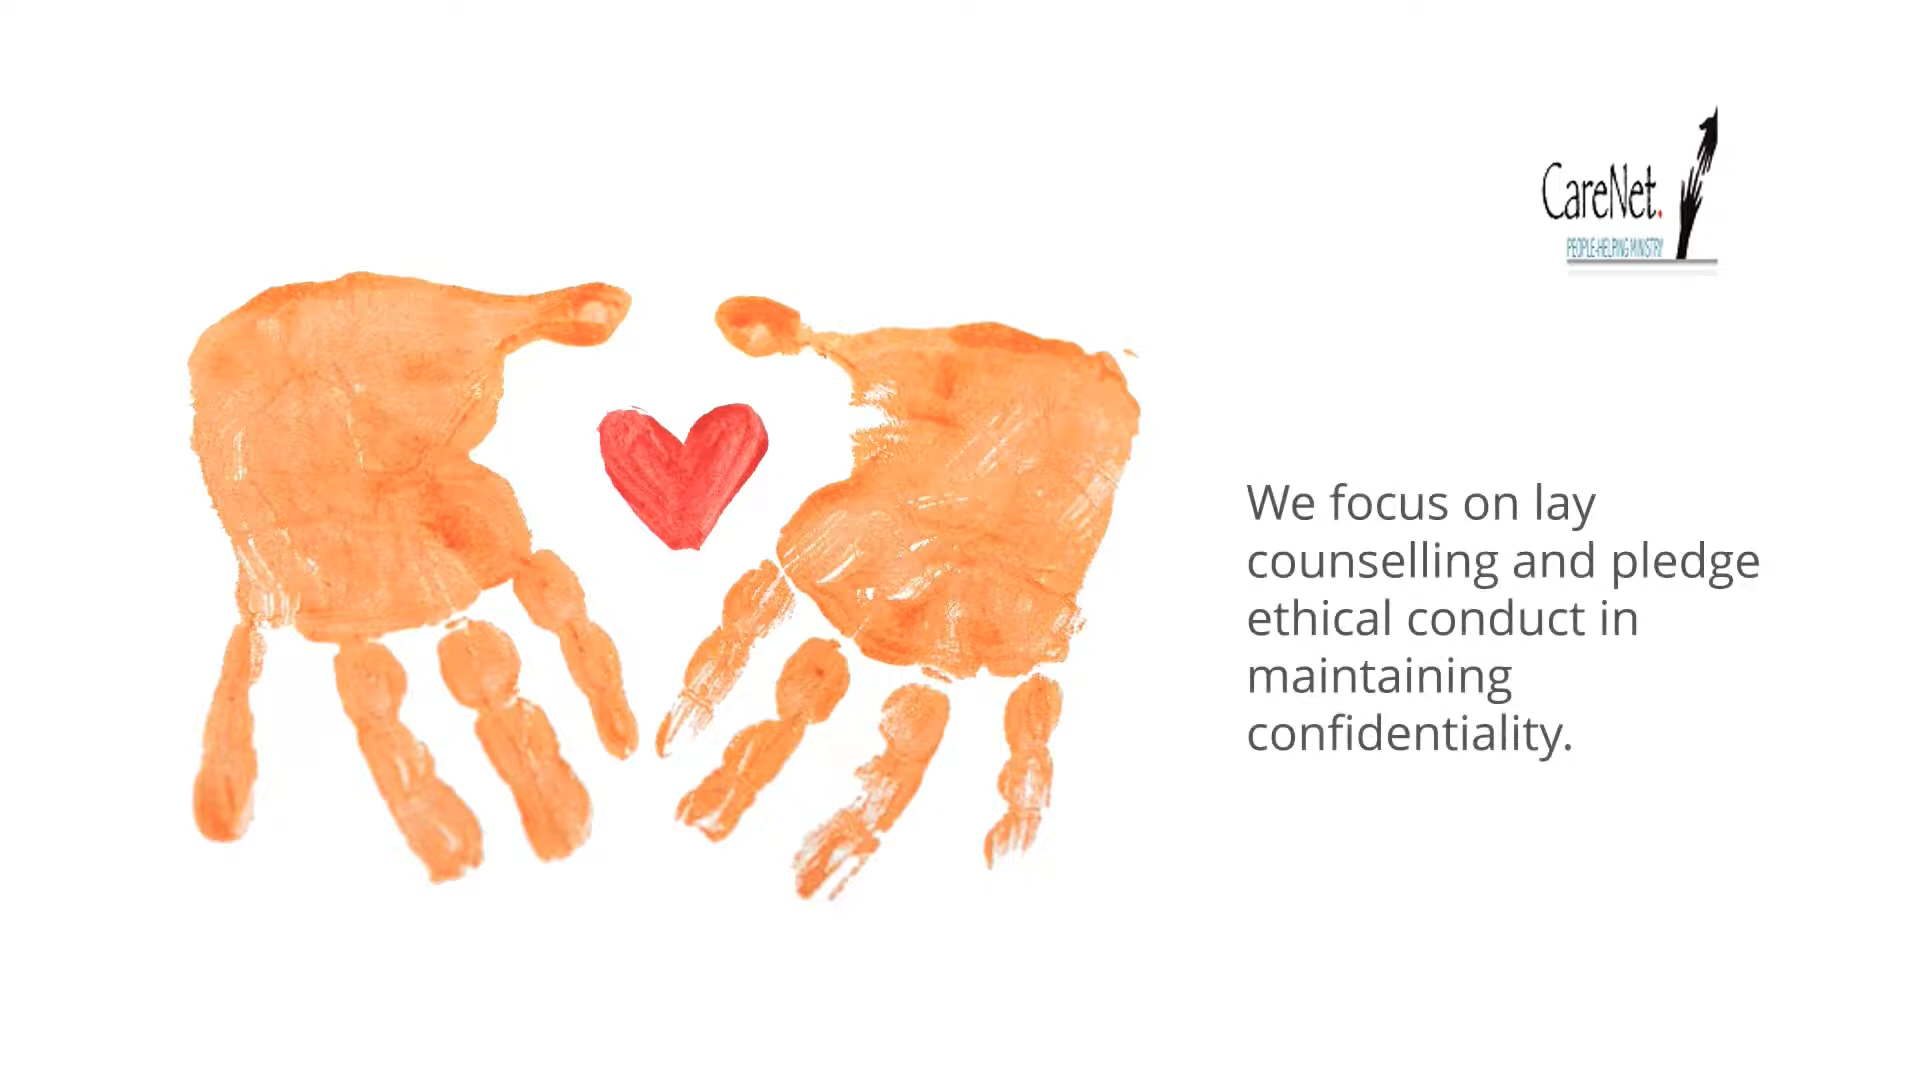 CareNet.
PEOPLE-HELPING MINISTRY
We focus on lay
counselling and pledge
ethical conduct in
maintaining
confidentiality.